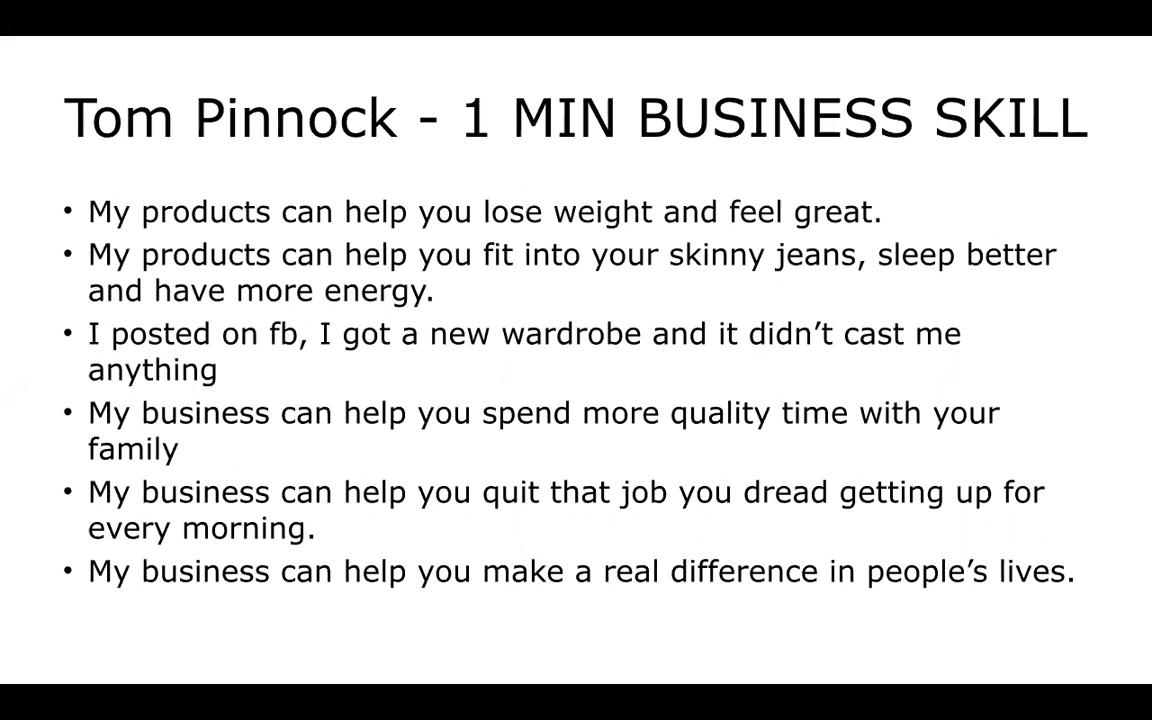 Tom Pinnock - 1 MIN BUSINESS SKILL
• My products can help you lose weight and feel great.
• My products can help you fit into your skinny jeans, sleep better
and have more energy.
• I posted on fb, I got a new wardrobe and it didn’t cast me
anything
• My business can help you spend more quality time with your
family
• My business can help you quit that job you dread getting up for
every morning.
• My business can help you make a real difference in people’s lives.